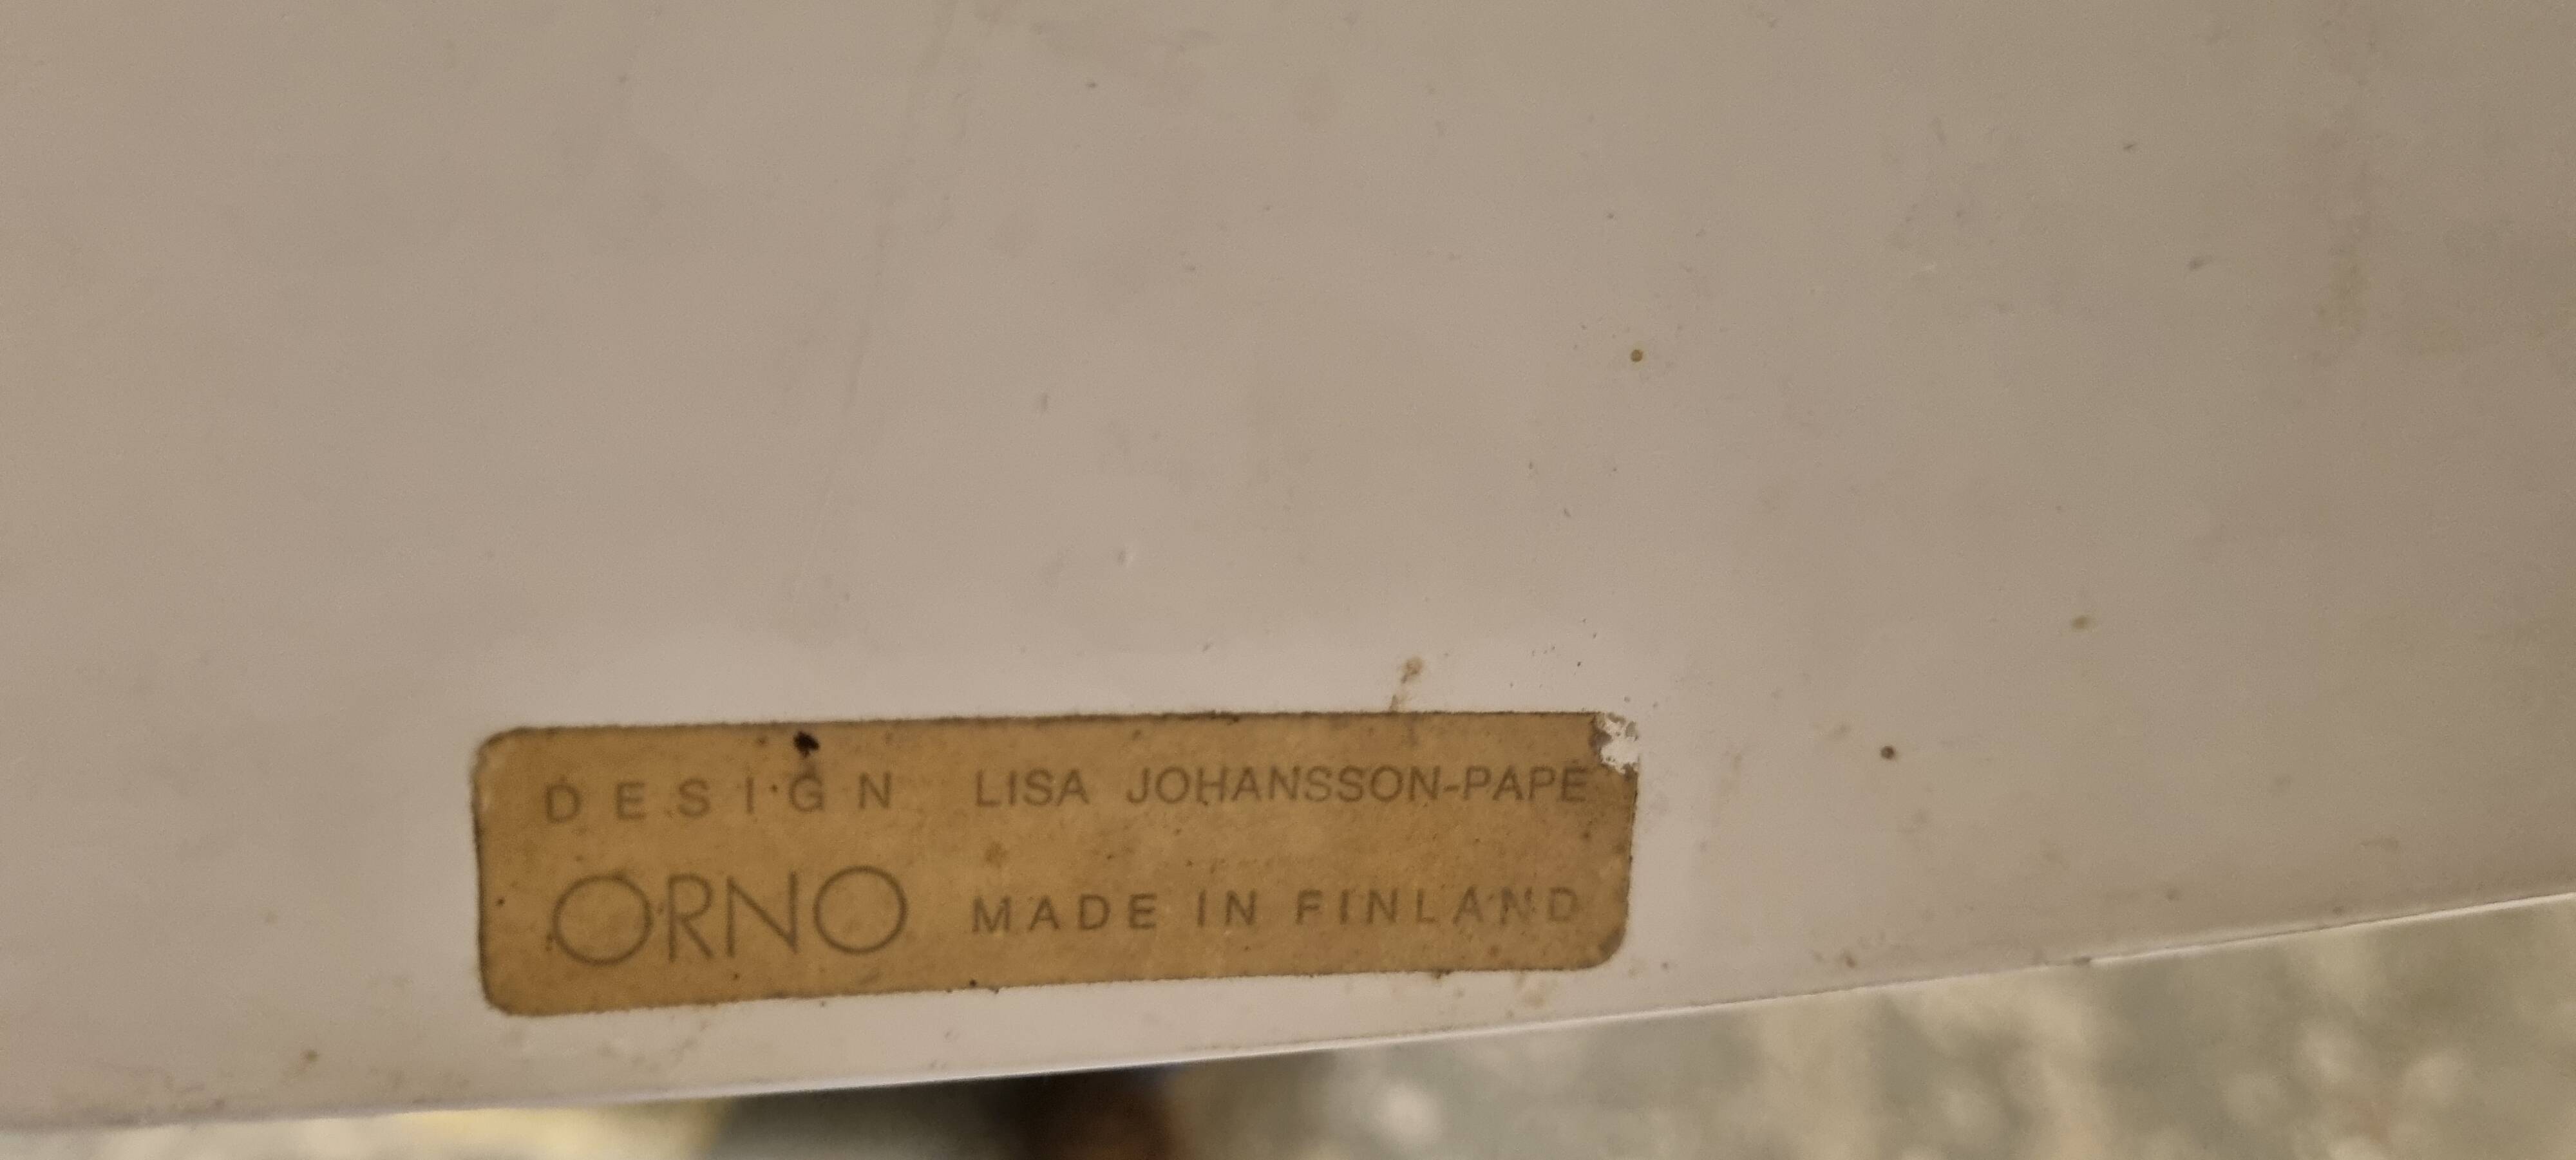 DESIGN LISA JOHANSSON-PAPE
ORNO MADE IN FINLAND